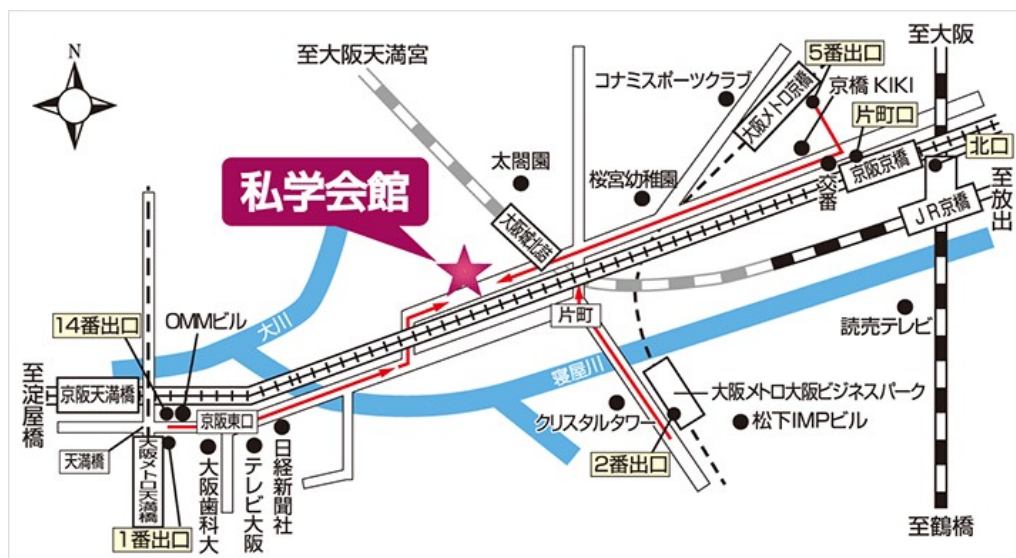 至大阪
至大阪天満宮
5番出口
N
コナミスポーツクラブ
大阪メトロ京橋
京橋 KIKI
片町口
太閤園
北口
京阪京橋
交番
桜宮幼稚園
私学会館
至放出
JR京橋
大阪城北詰
14番出口
OMMビル
大川
片町
読売テレビ
寝屋川
至淀屋橋
京阪天満橋
大阪メトロ大阪ビジネスパーク
京阪東口
クリスタルタワー
松下IMPビル
天満橋
大阪メトロ天満橋
大阪歯科大
テレビ大阪
日経新聞社
2番出口
1番出口
至鶴橋